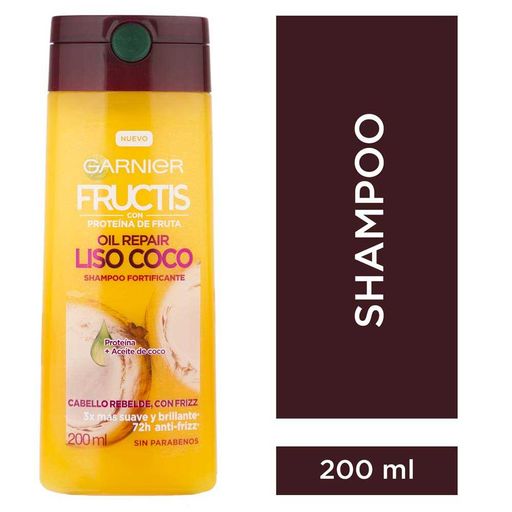 NUEVO
GARNIER
FRUCTIS
CON
PROTEÍNA DE FRUTA
OIL REPAIR
LISO COCO
SHAMPOO FORTIFICANTE
Proteína
+ Aceite de coco
CABELLO REBELDE, CON FRIZZ
3x más suave y brillante*
72h anti-frizz*
200 ml
SIN PARABENOS
SHAMPOO
200 ml